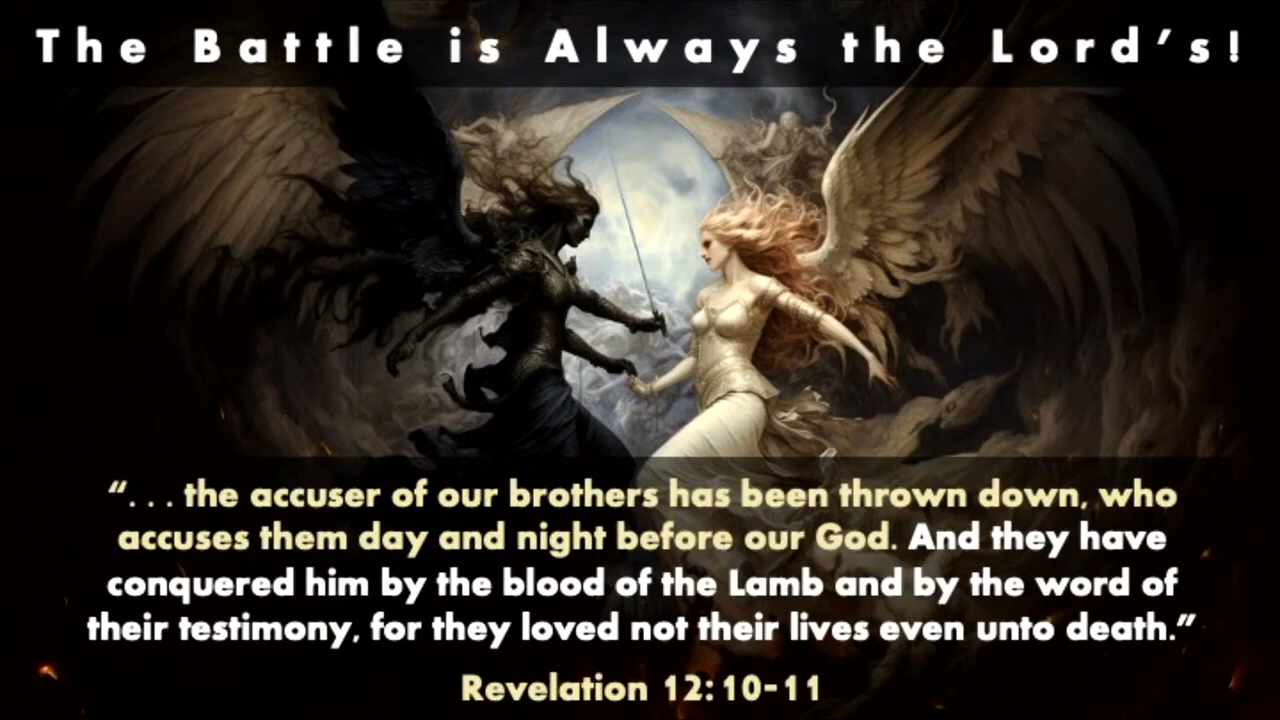 The Battle is Always the Lord’s!
“. . . the accuser of our brothers has been thrown down, who
accuses them day and night before our God. And they have
conquered him by the blood of the Lamb and by the word of
their testimony, for they loved not their lives even unto death.”
Revelation 12:10-11